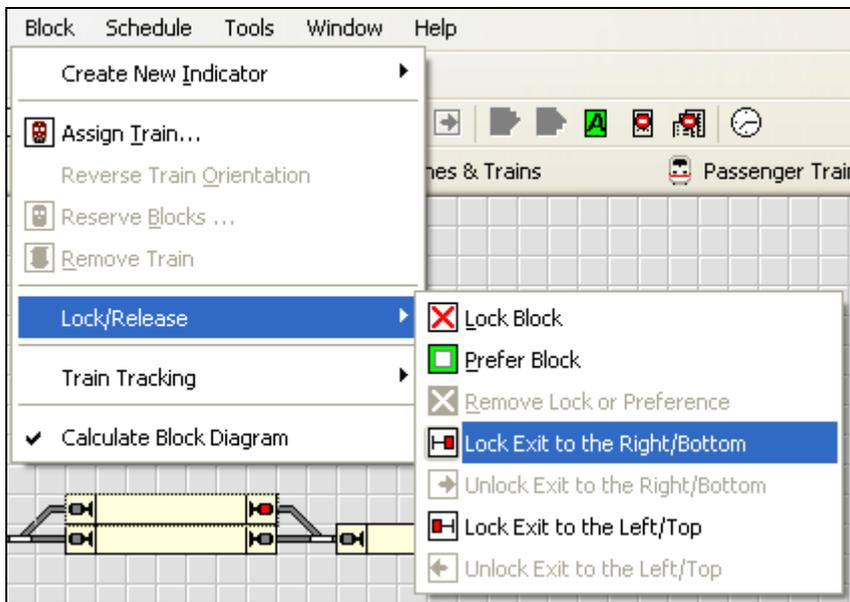 Block Schedule Tools Window Help
Create New Indicator
Assign Train...
nes & Trains Passenger Train
Reverse Train Orientation
Reserve Blocks ...
Remove Train
Lock/Release
Lock Block
Prefer Block
Train Tracking
Remove Lock or Preference
Calculate Block Diagram
Lock Exit to the Right/Bottom
Unlock Exit to the Right/Bottom
Lock Exit to the Left/Top
Unlock Exit to the Left/Top